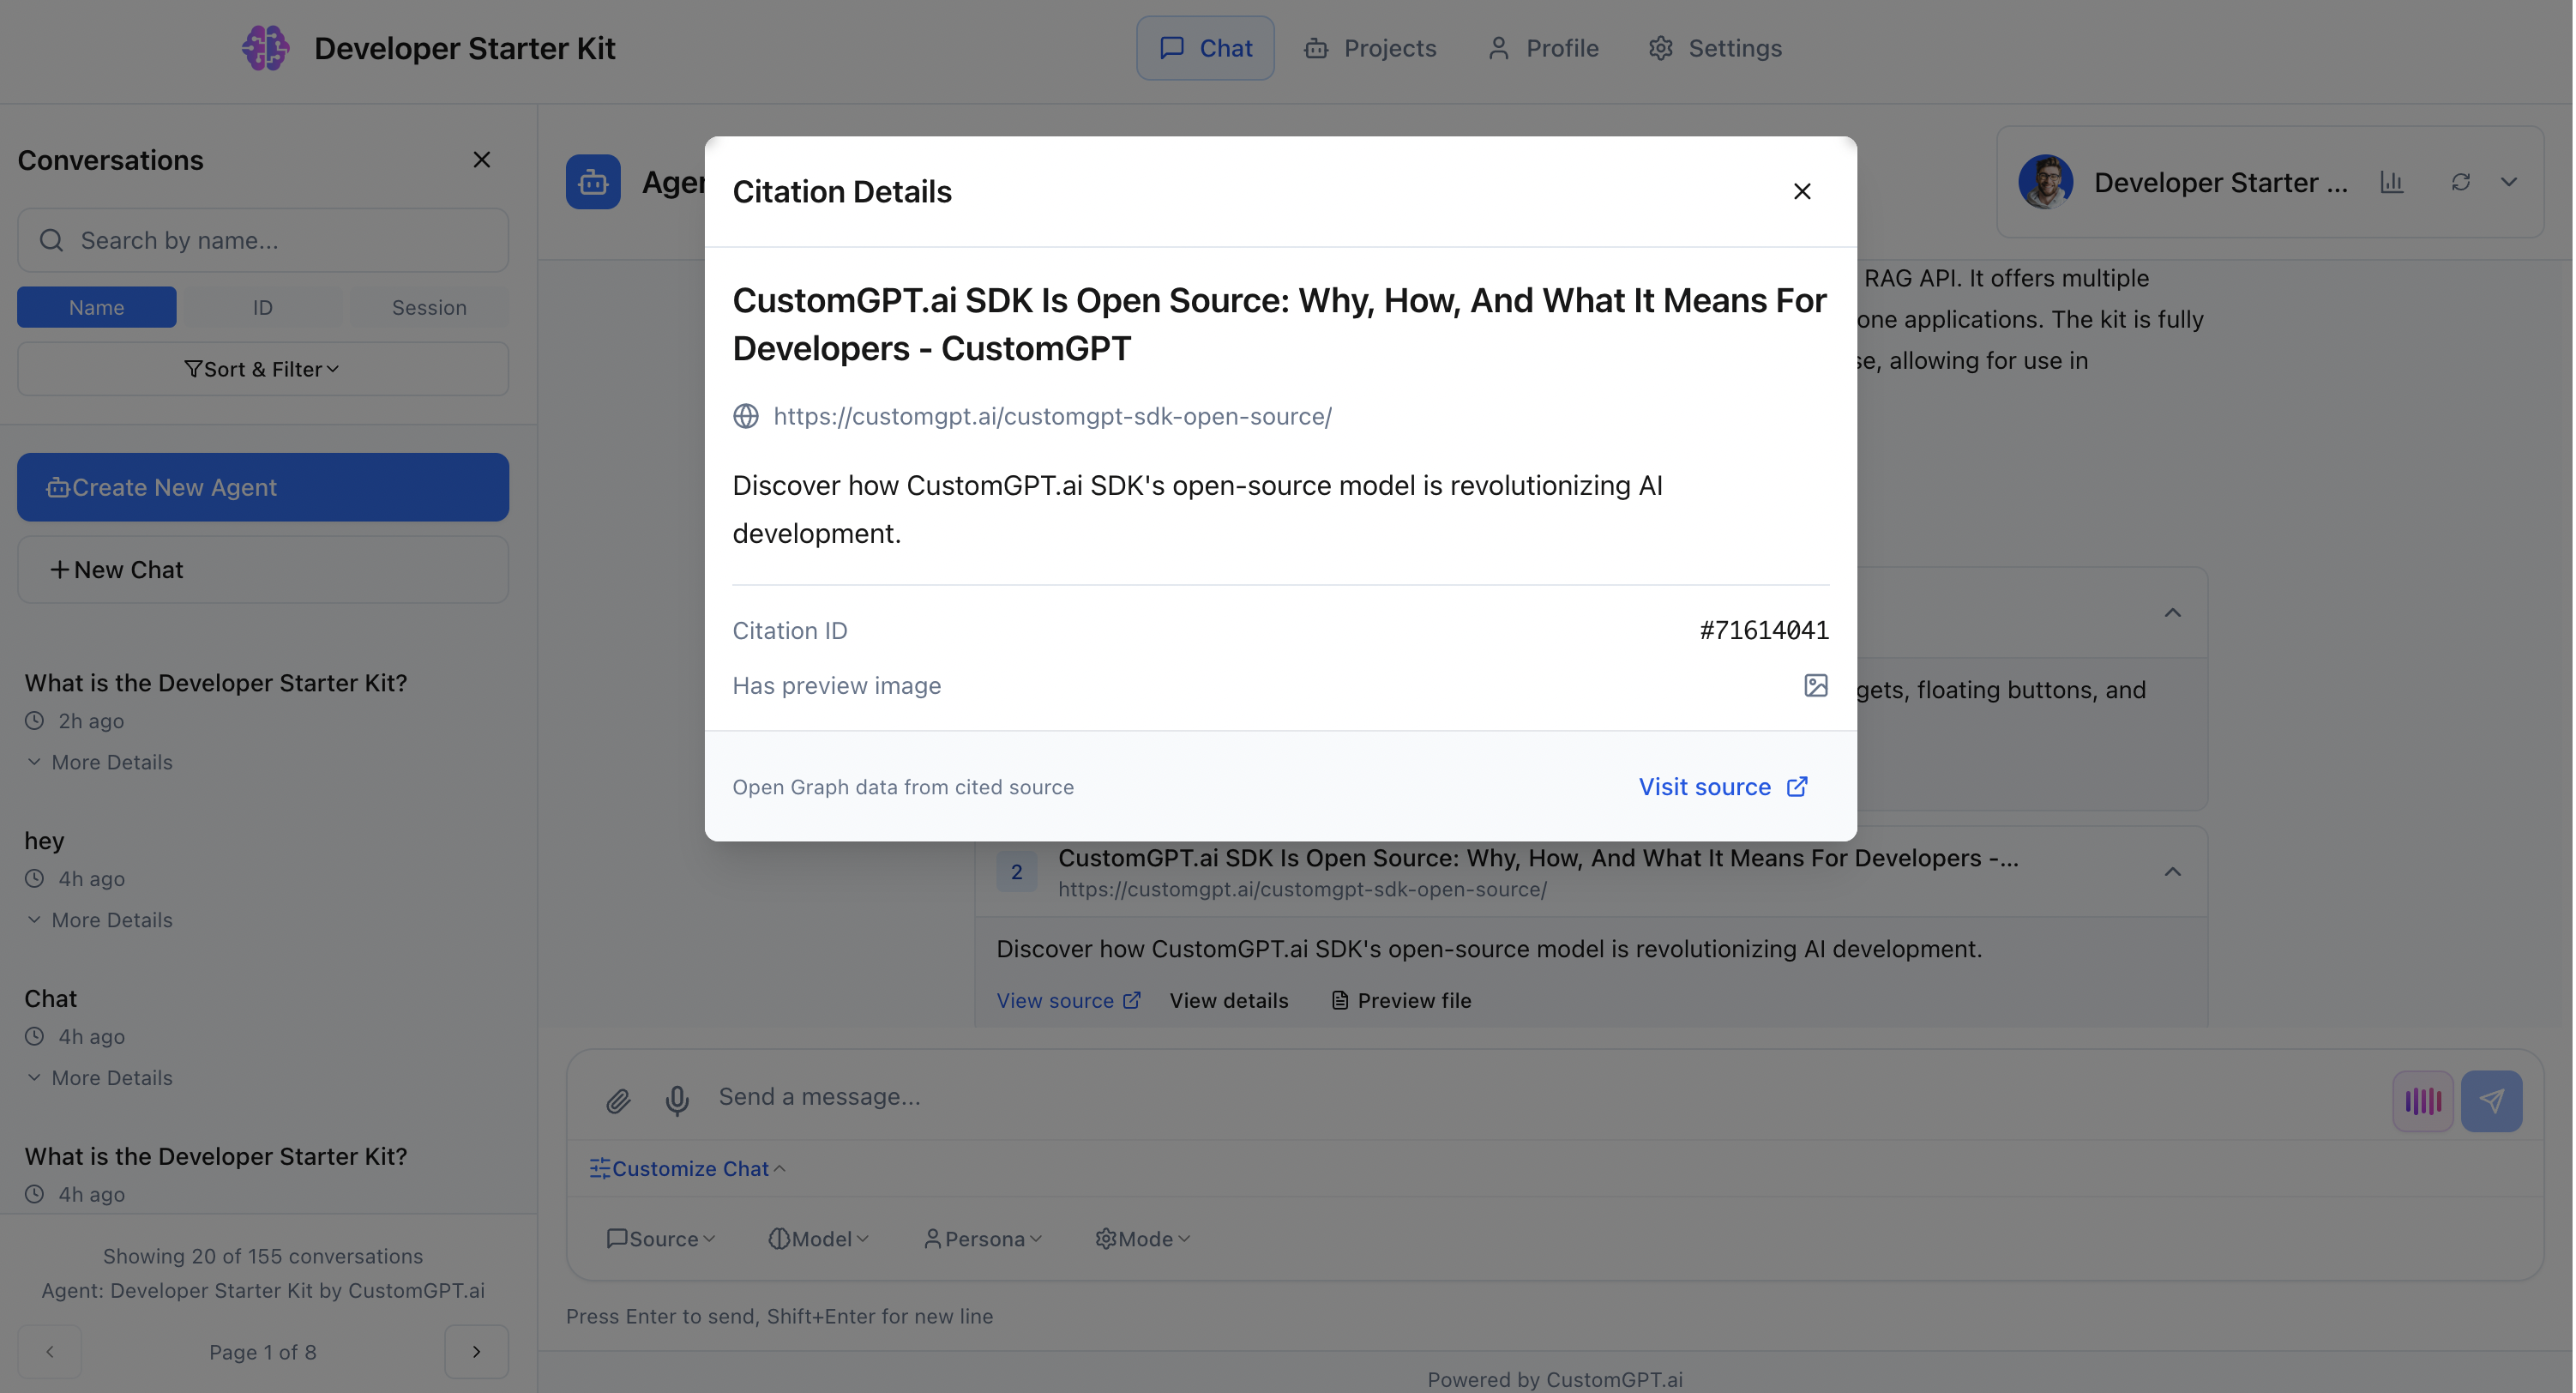 Developer Starter Kit
Chat
Projects
Profile
Settings
Conversations
Search by name...
Name
ID
Session
Sort & Filter
Create New Agent
+ New Chat
What is the Developer Starter Kit?
2h ago
More Details
hey
4h ago
More Details
Chat
4h ago
More Details
What is the Developer Starter Kit?
4h ago
Showing 20 of 155 conversations
Agent: Developer Starter Kit by CustomGPT.ai
Page 1 of 8
Developer Starter ...
RAG API. It offers multiple
one applications. The kit is fully
allowing for use in
Citation Details
CustomGPT.ai SDK Is Open Source: Why, How, And What It Means For
Developers - CustomGPT
https://customgpt.ai/customgpt-sdk-open-source/
Discover how CustomGPT.ai SDK's open-source model is revolutionizing AI
development.
Citation ID
#71614041
Has preview image
Open Graph data from cited source
Visit source
floating buttons, and
2
CustomGPT.ai SDK Is Open Source: Why, How, And What It Means For Developers -...
https://customgpt.ai/customgpt-sdk-open-source/
Discover how CustomGPT.ai SDK's open-source model is revolutionizing AI development.
View source
View details
Preview file
Send a message...
Customize Chat
Source
Model
Persona
Mode
Press Enter to send, Shift+Enter for new line
Powered by CustomGPT.ai